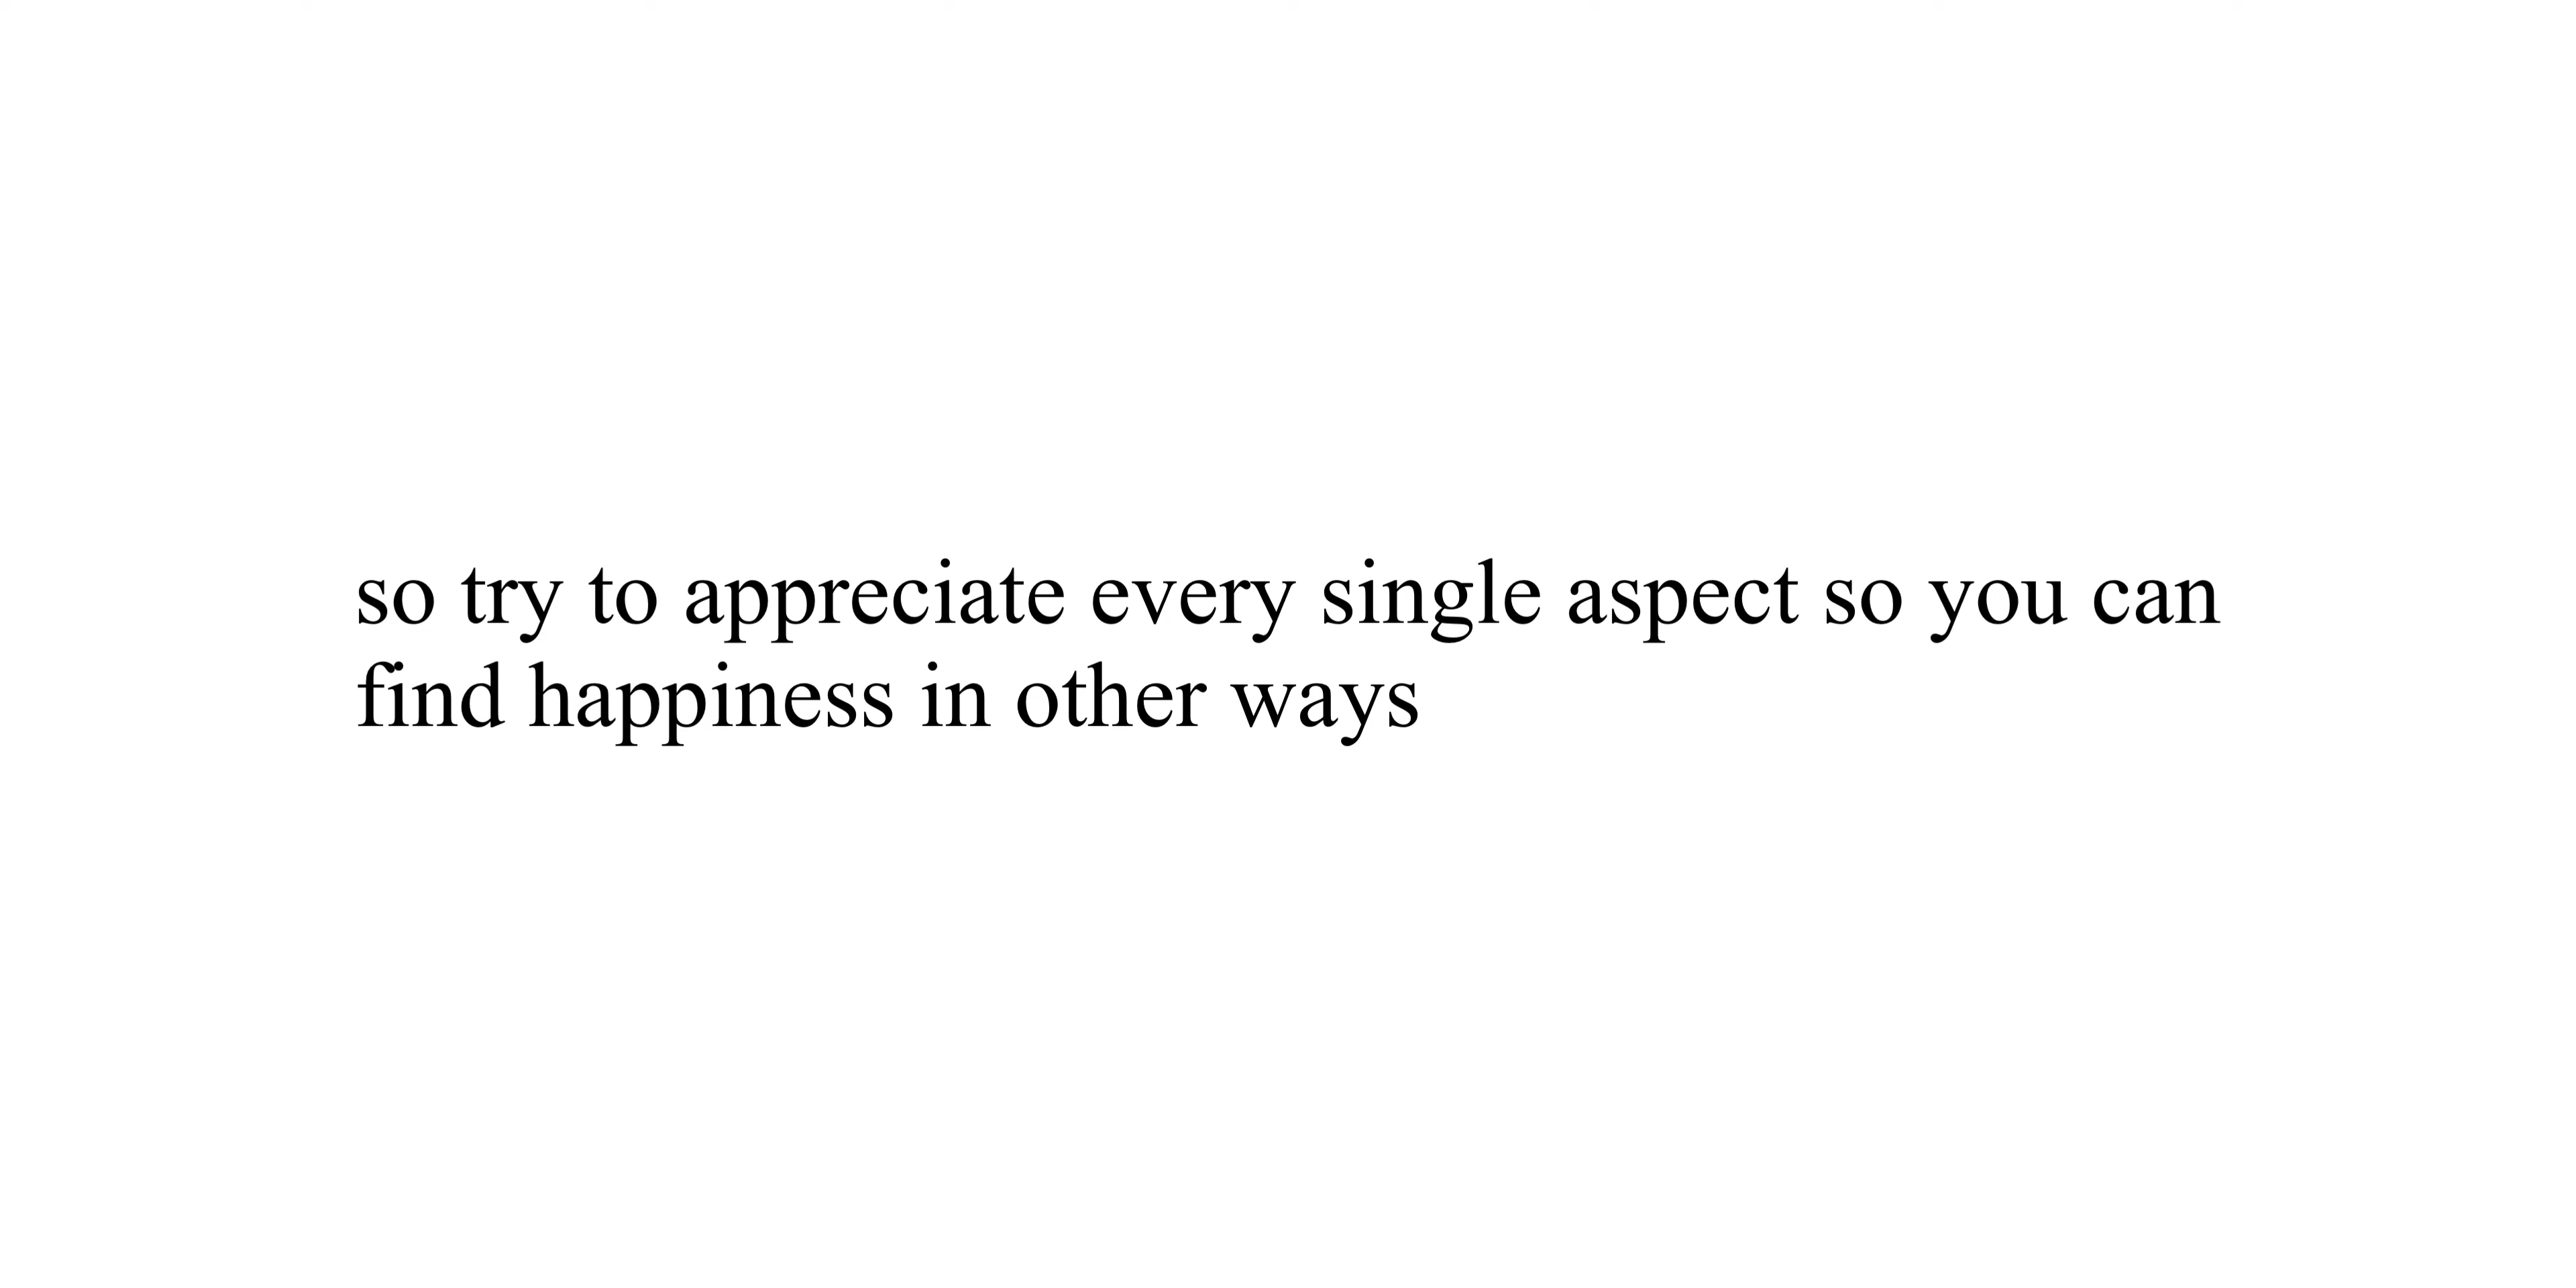 so try to appreciate every single aspect so you can
find happiness in other ways